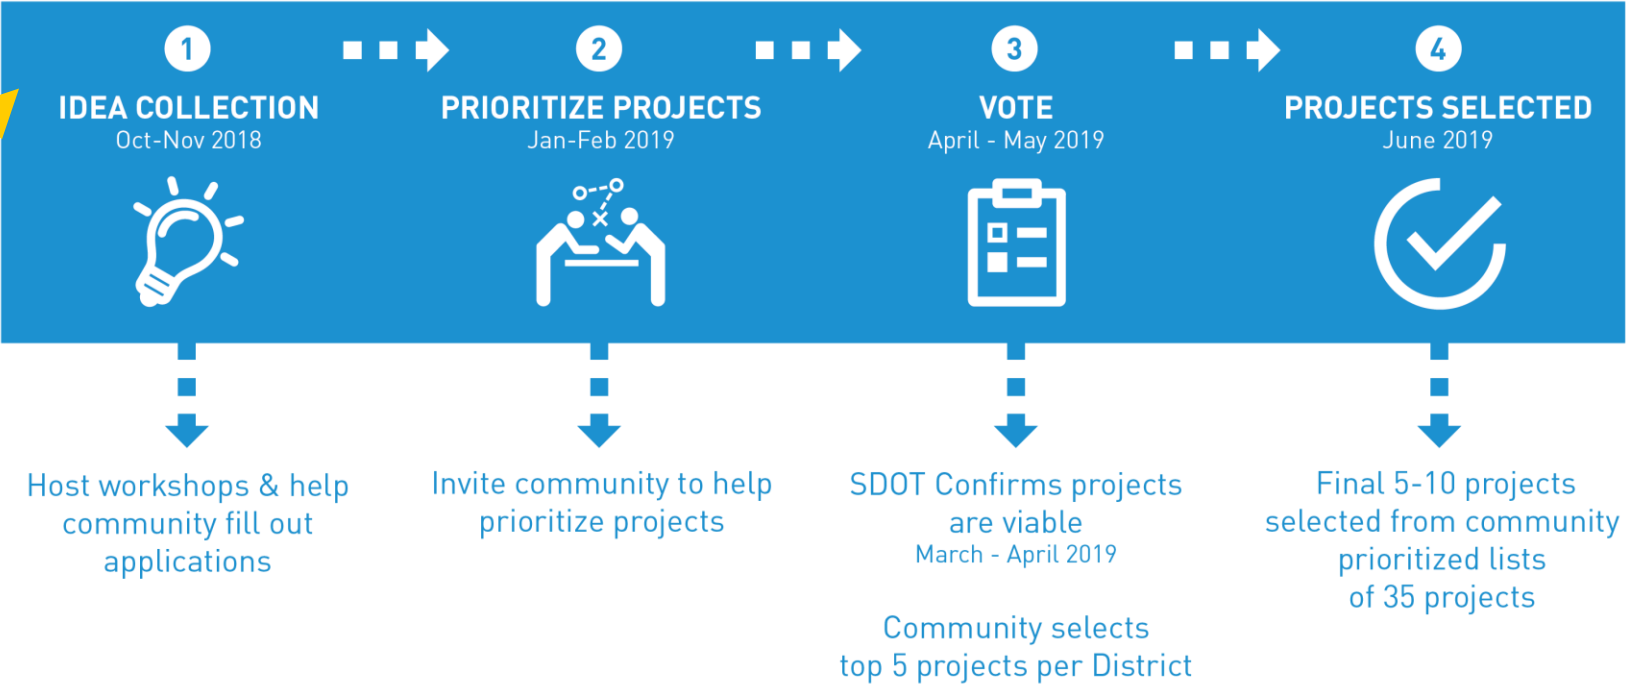 1
IDEA COLLECTION
Oct-Nov 2018
Host workshops & help
community fill out
applications
2
PRIORITIZE PROJECTS
Jan-Feb 2019
Invite community to help
prioritize projects
3
VOTE
April - May 2019
SDOT Confirms projects
are viable
March - April 2019
Community selects
top 5 projects per District
4
PROJECTS SELECTED
June 2019
Final 5-10 projects
selected from community
prioritized lists
of 35 projects